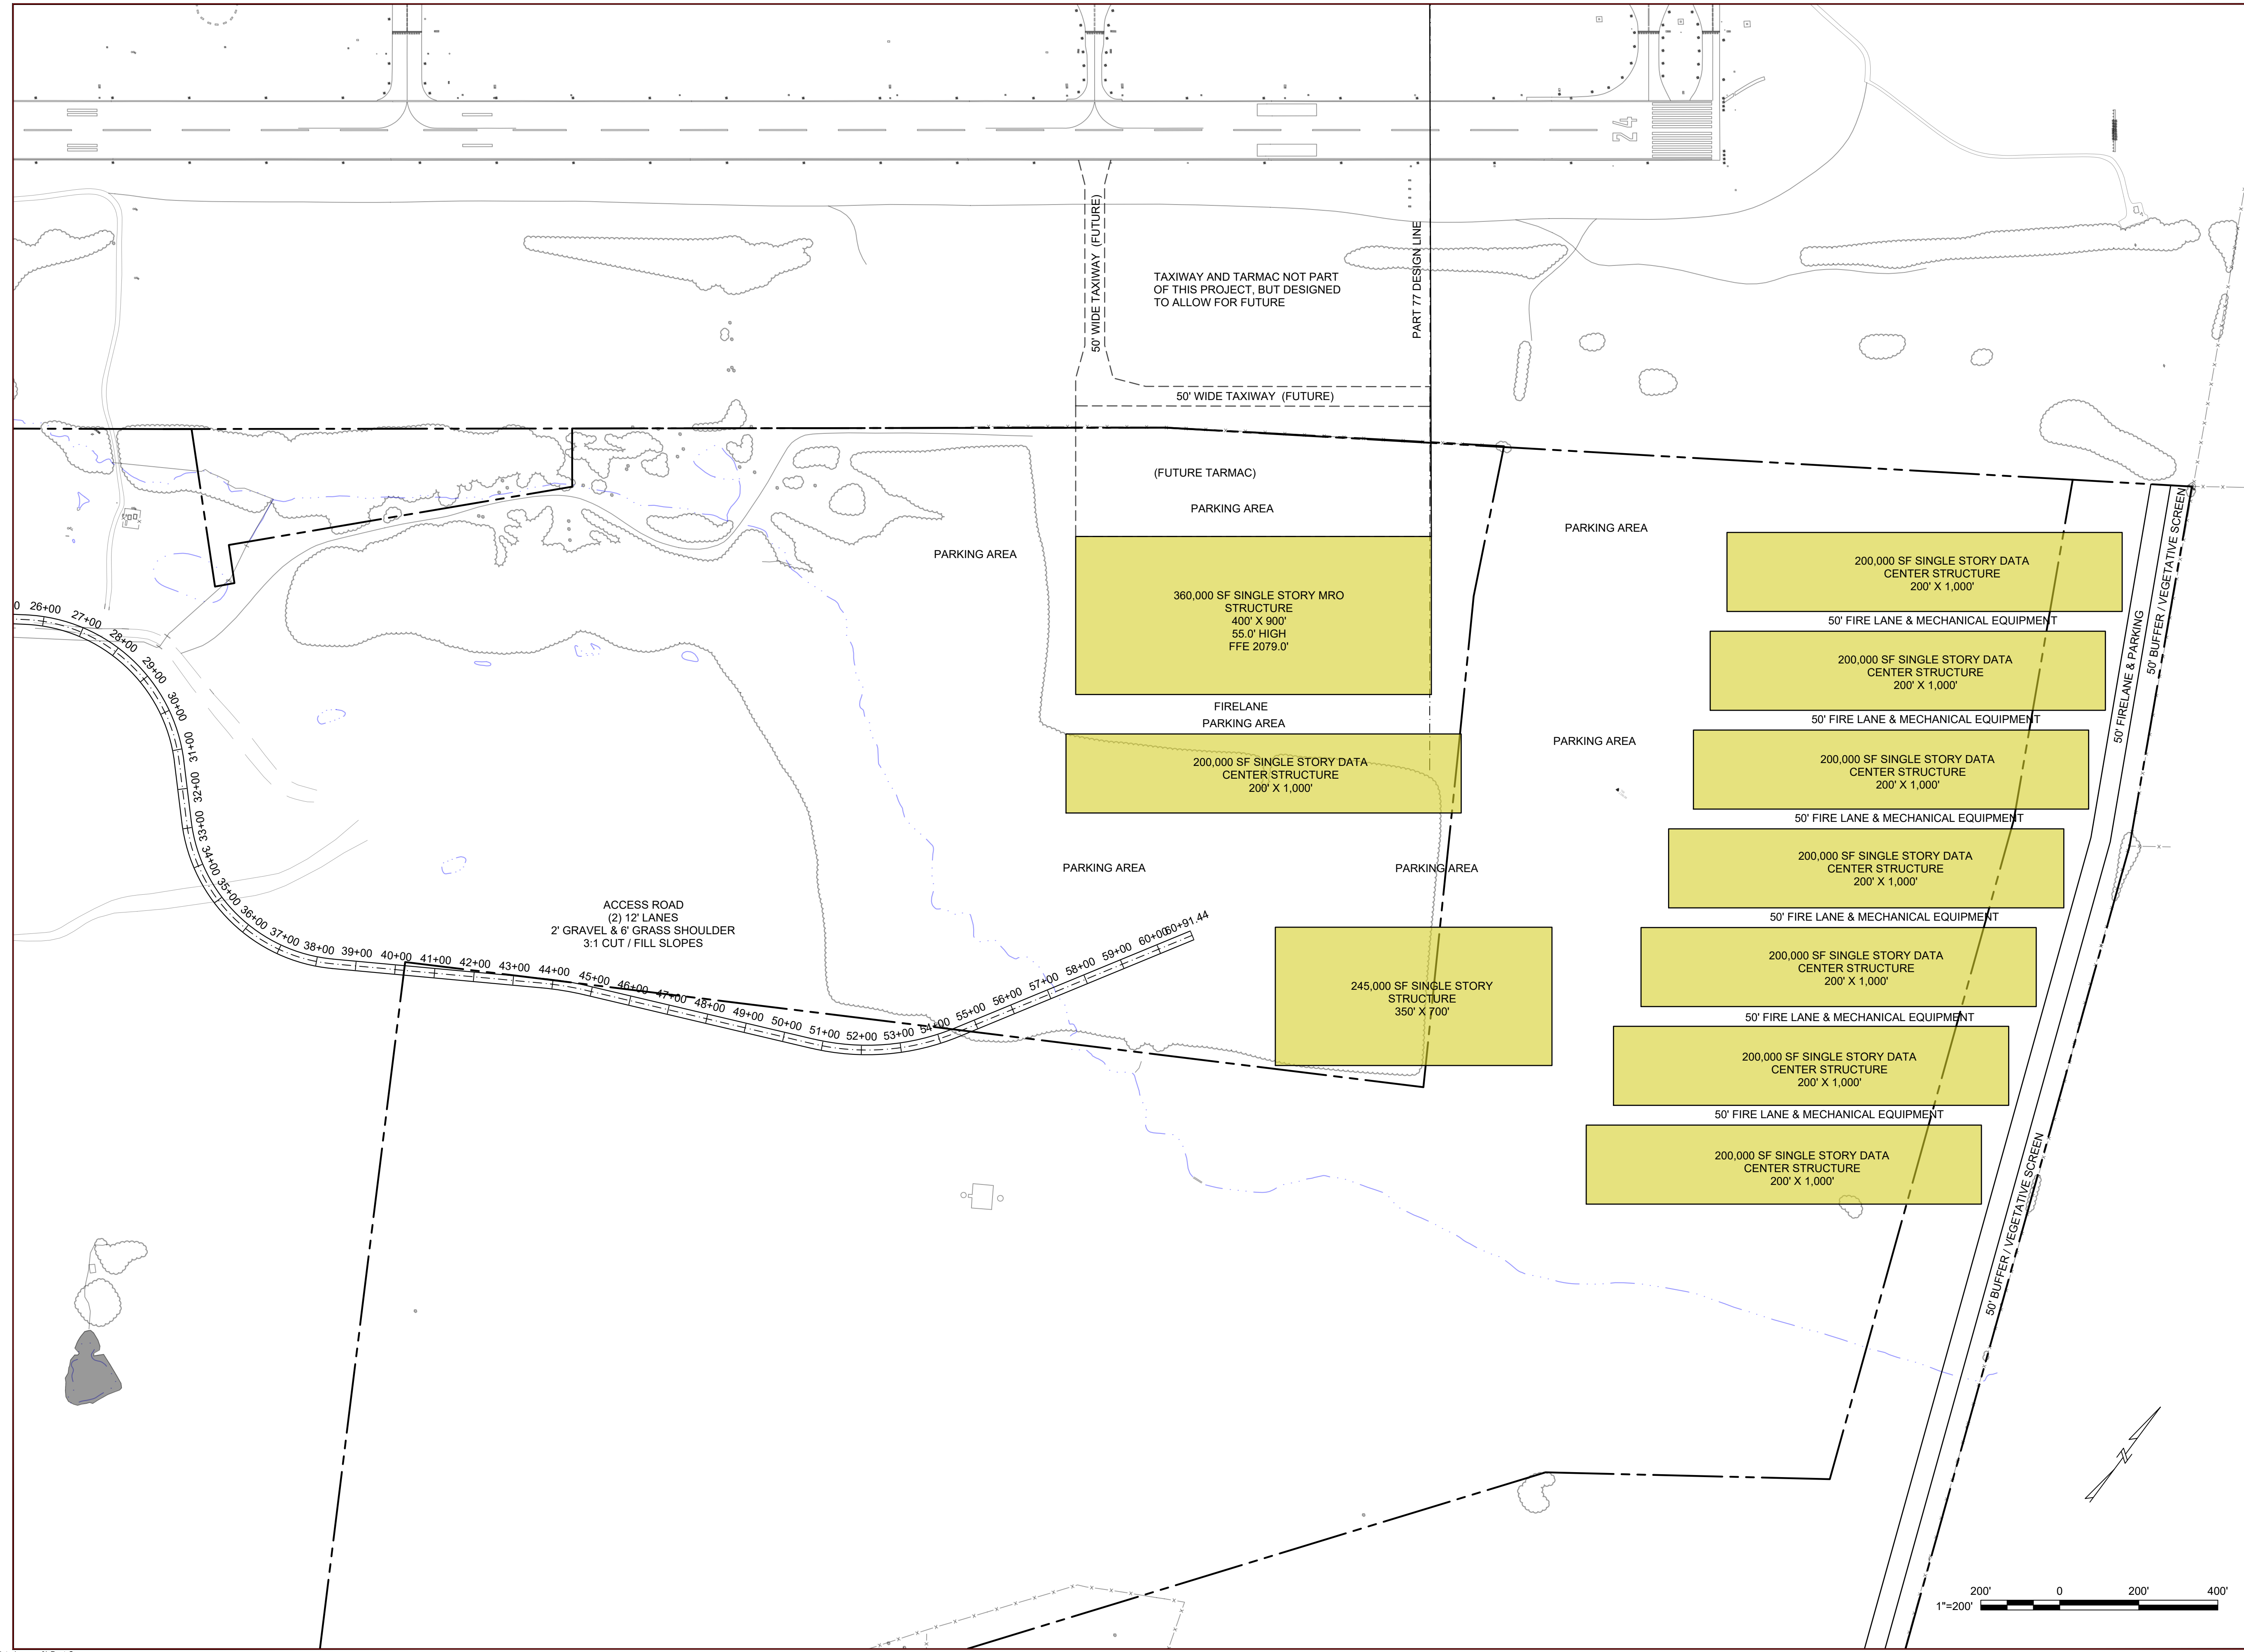 24
50' WIDE TAXIWAY (FUTURE)
TAXIWAY AND TARMAC NOT PART
OF THIS PROJECT, BUT DESIGNED
TO ALLOW FOR FUTURE
PART 77 DESIGN LINE
50' WIDE TAXIWAY (FUTURE)
(FUTURE TARMAC)
PARKING AREA
PARKING AREA
PARKING AREA
360,000 SF SINGLE STORY MRO
STRUCTURE
400' X 900'
55.0' HIGH
FFE 2079.0'
FIRELANE
PARKING AREA
200,000 SF SINGLE STORY DATA
CENTER STRUCTURE
200' X 1,000'
PARKING AREA
PARKING AREA
PARKING AREA
245,000 SF SINGLE STORY
STRUCTURE
350' X 700'
200,000 SF SINGLE STORY DATA
CENTER STRUCTURE
200' X 1,000'
50' FIRE LANE & MECHANICAL EQUIPMENT
200,000 SF SINGLE STORY DATA
CENTER STRUCTURE
200' X 1,000'
50' FIRE LANE & MECHANICAL EQUIPMENT
200,000 SF SINGLE STORY DATA
CENTER STRUCTURE
200' X 1,000'
50' FIRE LANE & MECHANICAL EQUIPMENT
200,000 SF SINGLE STORY DATA
CENTER STRUCTURE
200' X 1,000'
50' FIRE LANE & MECHANICAL EQUIPMENT
200,000 SF SINGLE STORY DATA
CENTER STRUCTURE
200' X 1,000'
50' FIRE LANE & MECHANICAL EQUIPMENT
200,000 SF SINGLE STORY DATA
CENTER STRUCTURE
200' X 1,000'
50' FIRE LANE & MECHANICAL EQUIPMENT
200,000 SF SINGLE STORY DATA
CENTER STRUCTURE
200' X 1,000'
50' FIRELANE & PARKING
50' BUFFER / VEGETATIVE SCREEN
50' BUFFER / VEGETATIVE SCREEN
0
26+00
27+00
28+00
29+00
30+00
31+00
32+00
33+00
34+00
35+00
36+00
37+00
38+00
39+00
40+00
41+00
42+00
43+00
44+00
45+00
46+00
47+00
48+00
49+00
50+00
51+00
52+00
53+00
54+00
55+00
56+00
57+00
58+00
59+00
60+00
60+91.44
ACCESS ROAD
(2) 12' LANES
2' GRAVEL & 6' GRASS SHOULDER
3:1 CUT / FILL SLOPES
N
200' 0 200' 400'
1"=200'